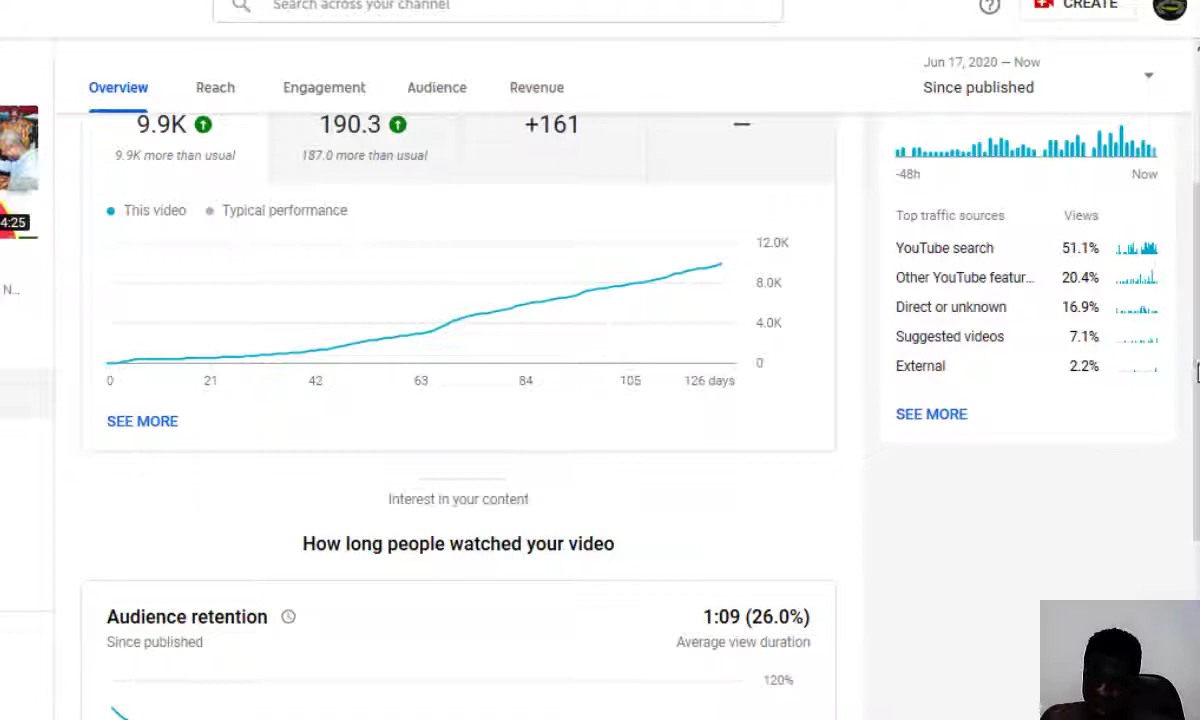 Search across your channel
CREATE
Overview
Reach
Engagement
Audience
Revenue
Jun 17, 2020 – Now
Since published
9.9K
9.9K more than usual
190.3
187.0 more than usual
+161
—
This video
Typical performance
12.0K
8.0K
4.0K
0
0 21 42 63 84 105 126 days
SEE MORE
4:25
N...
-48h Now
Top traffic sources Views
YouTube search 51.1%
Other YouTube featur... 20.4%
Direct or unknown 16.9%
Suggested videos 7.1%
External 2.2%
SEE MORE
Interest in your content
How long people watched your video
Audience retention 1:09 (26.0%)
Since published Average view duration
120%